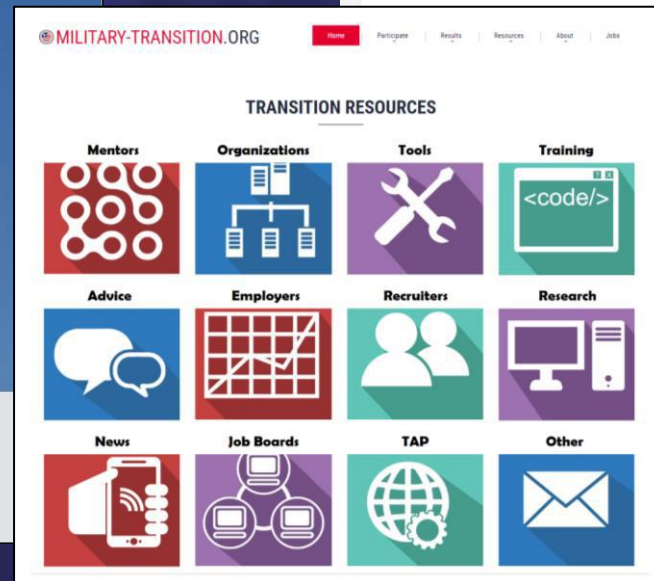 MILITARY-TRANSITION.ORG
Home Participate Results Resources About Jobs
TRANSITION RESOURCES
Mentors Organizations Tools Training
? X
<code/>
Advice Employers Recruiters Research
News Job Boards TAP Other